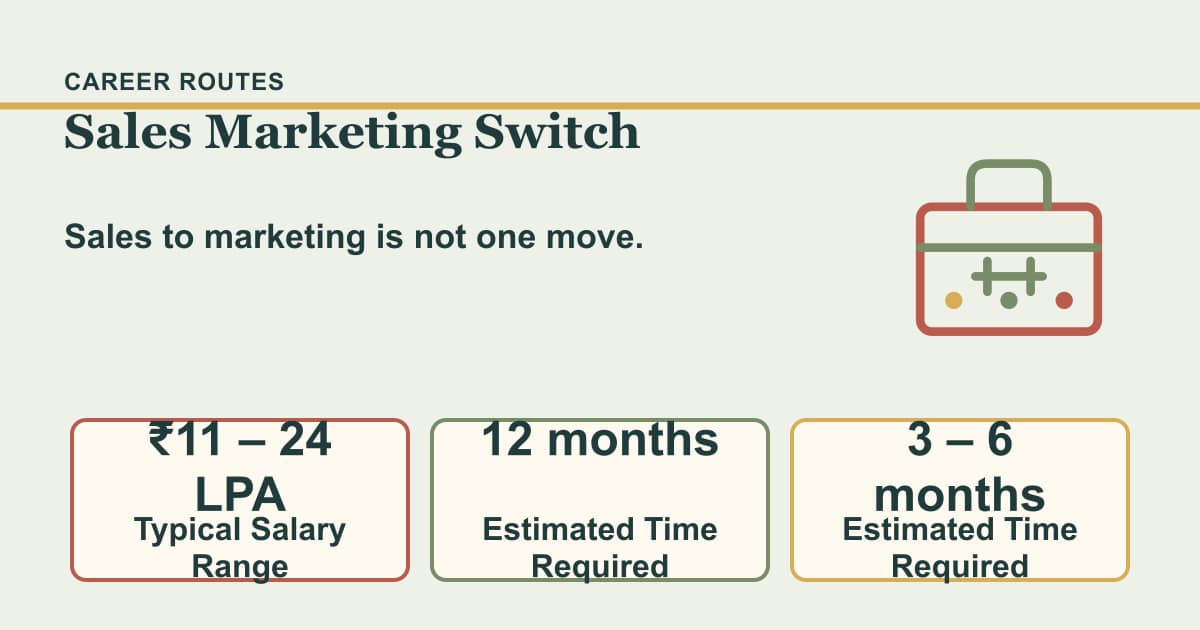 CAREER ROUTES
Sales Marketing Switch
Sales to marketing is not one move.
₹11 – 24
LPA
Typical Salary
Range
12 months
Estimated Time
Required
3 – 6
months
Estimated Time
Required